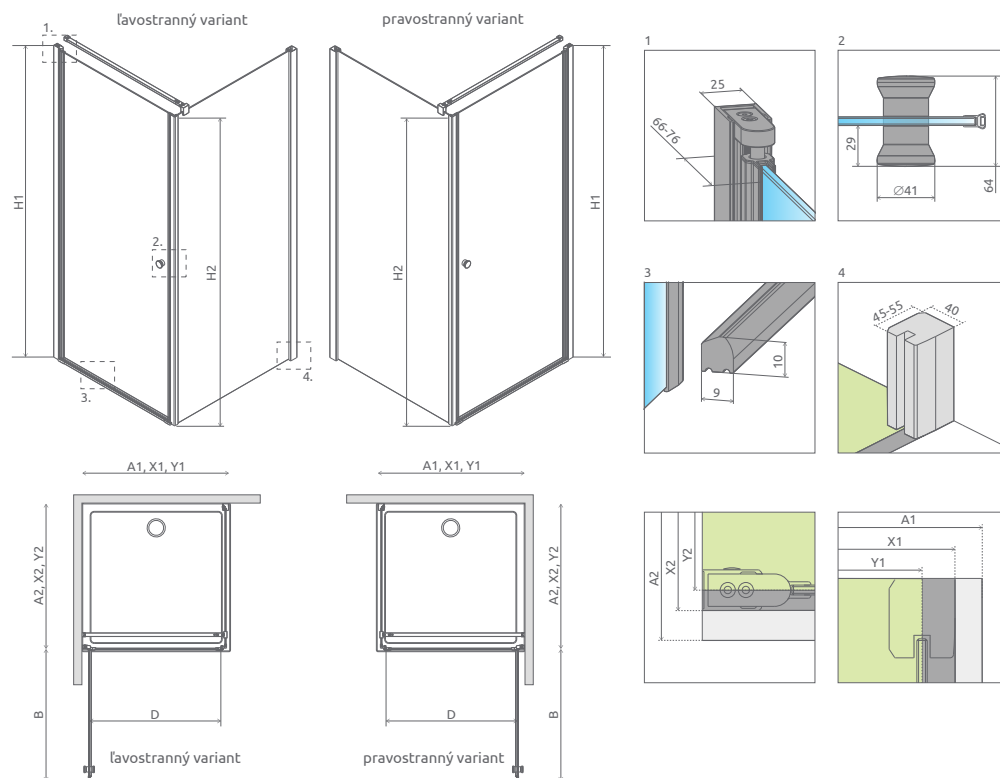 ľavostranný variant
pravostranný variant
1.
H1
2.
H2
3.
4.
H2
H1
1
25
66-76
2
29
64
Ø41
3
10
9
4
45-55
40
A1, X1, Y1
A2, X2, Y2
B
D
ľavostranný variant
A1, X1, Y1
A2, X2, Y2
B
D
pravostranný variant
A2
X2
Y2
A1
X1
Y1